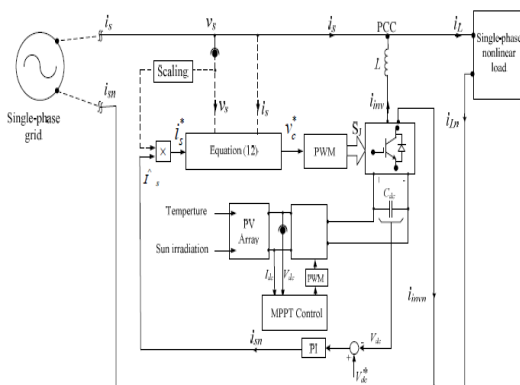 i_s v_s i_s PCC i_L
i_sn
Single-phase nonlinear load
L
Scaling
i_inv
Single-phase grid
v_s i_s
i_Ln
i_s^* v_c^* S_1
× Equation (12) PWM
I^_s
+ -
C_dc
Temperture
PV Array
Sun irradiation
I_dc V_dc PWM
i_invn
MPPT Control
i_sn V_dc
PI -
+
V_dc^*